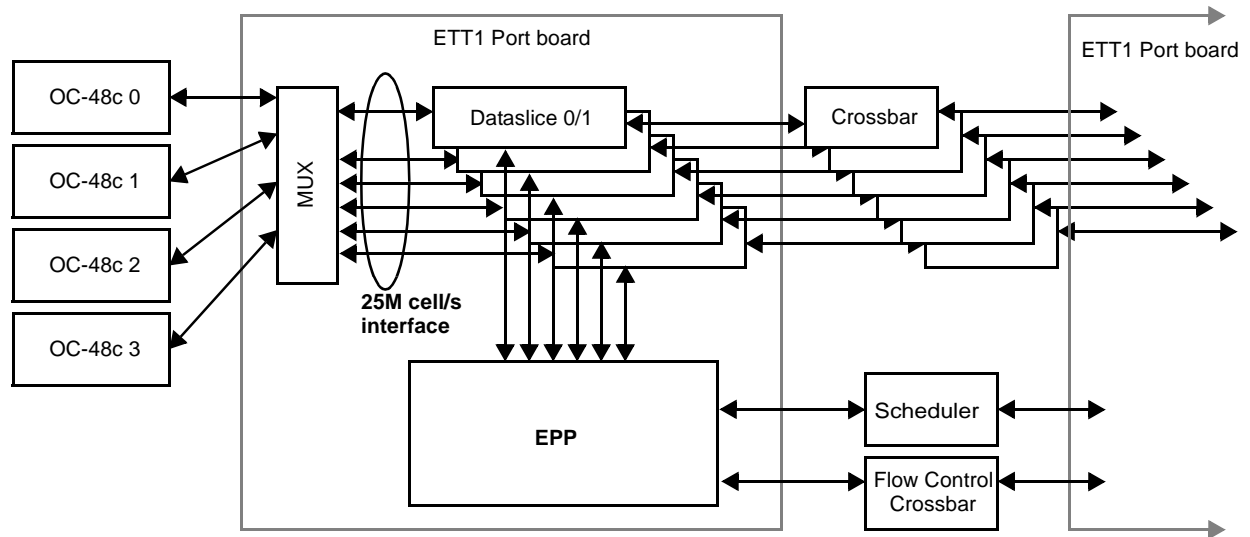 ETT1 Port board
ETT1 Port board
OC-48c 0
OC-48c 1
OC-48c 2
OC-48c 3
MUX
Dataslice 0/1
Crossbar
25M cell/s
interface
EPP
Scheduler
Flow Control
Crossbar